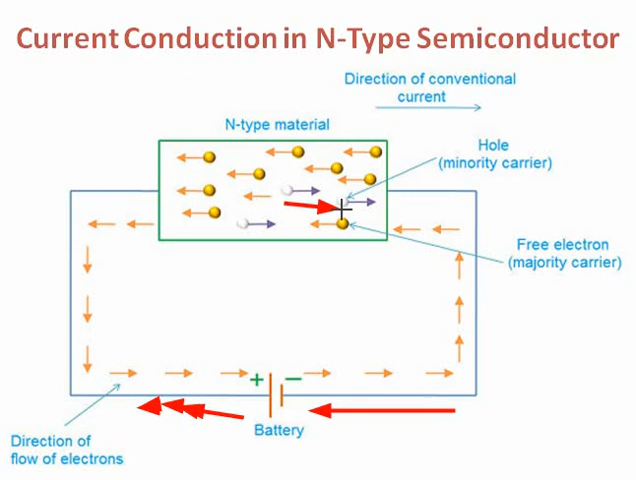 Current Conduction in N-Type Semiconductor
Direction of conventional
current
N-type material
Hole
(minority carrier)
Free electron
(majority carrier)
+ −
Battery
Direction of
flow of electrons